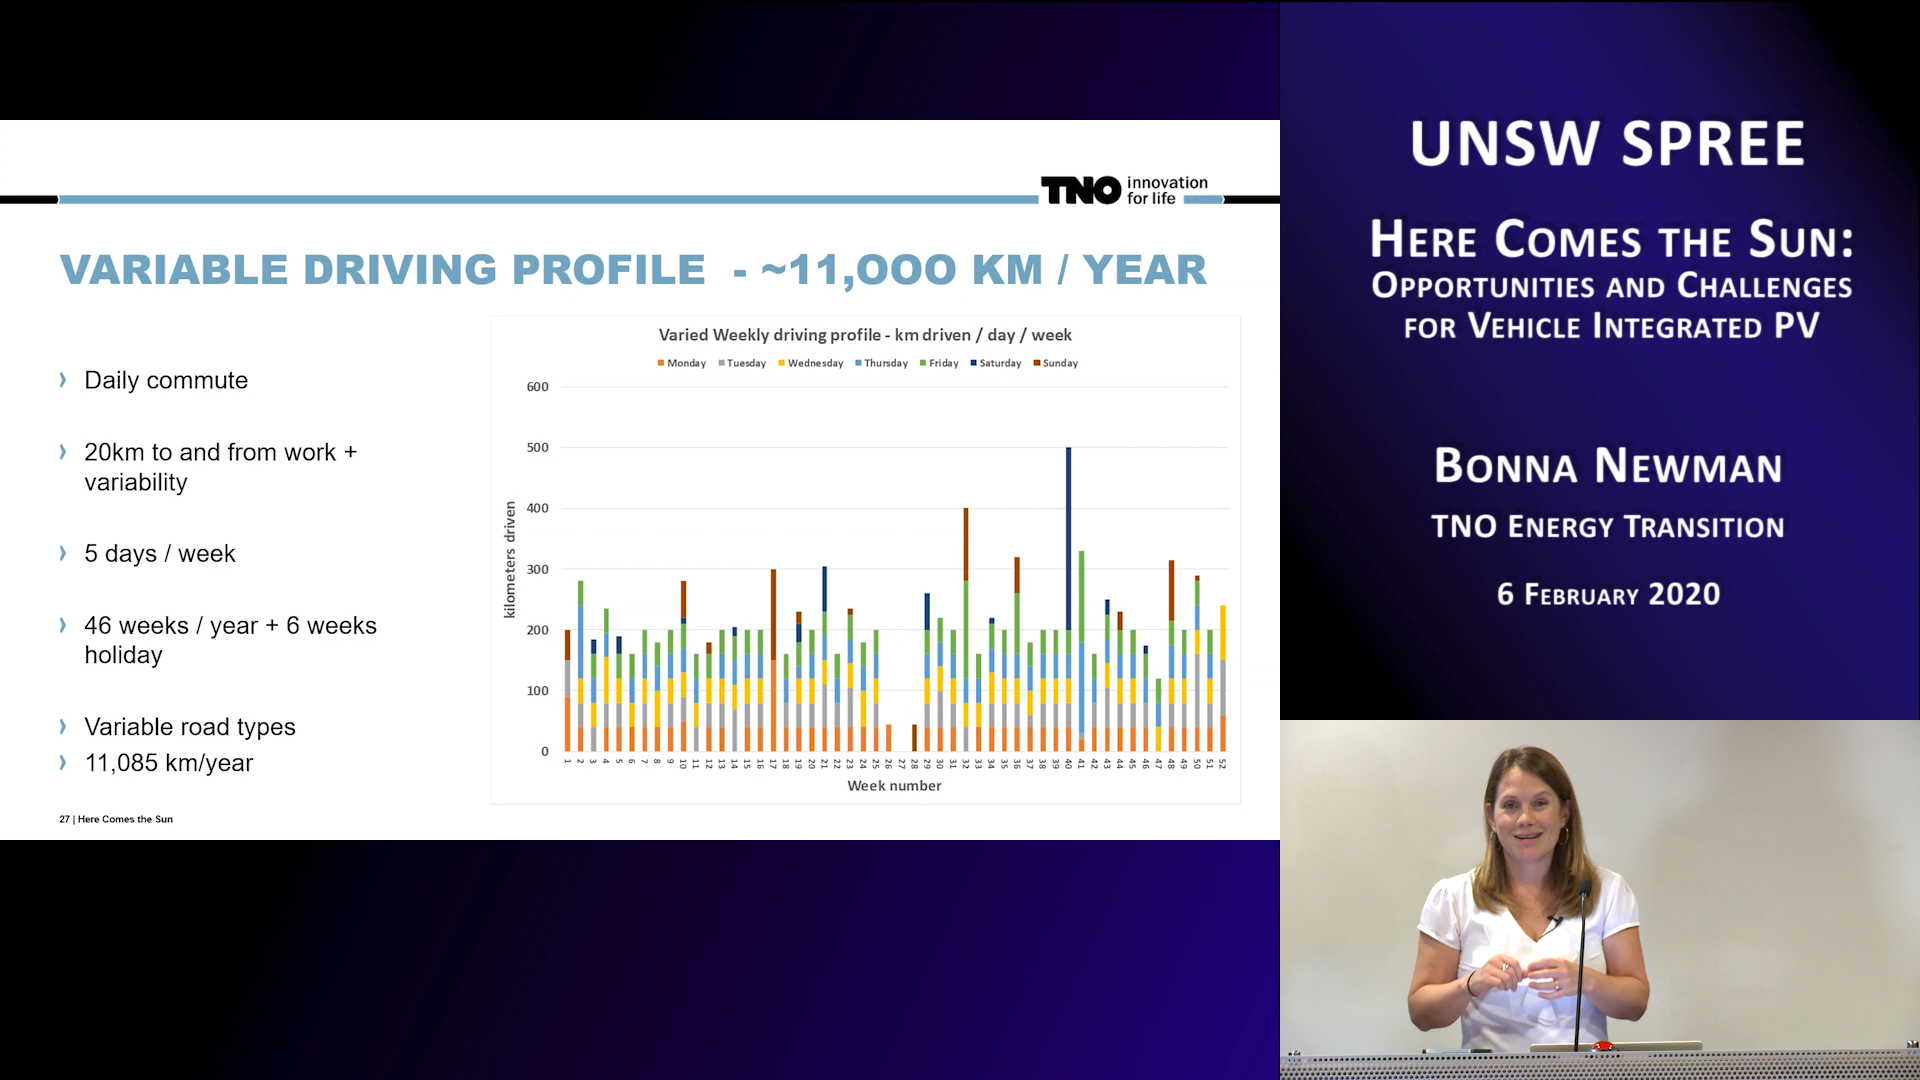 TNO innovation
for life
VARIABLE DRIVING PROFILE - ~11,000 KM / YEAR
Daily commute
20km to and from work +
variability
5 days / week
46 weeks / year + 6 weeks
holiday
Variable road types
11,085 km/year
27 | Here Comes the Sun
Varied Weekly driving profile - km driven / day / week
Monday Tuesday Wednesday Thursday Friday Saturday Sunday
kilometers driven
600
500
400
300
200
100
0
1 2 3 4 5 6 7 8 9 10 11 12 13 14 15 16 17 18 19 20 21 22 23 24 25 26 27 28 29 30 31 32 33 34 35 36 37 38 39 40 41 42 43 44 45 46 47 48 49 50 51 52
Week number
UNSW SPREE
HERE COMES THE SUN:
OPPORTUNITIES AND CHALLENGES
FOR VEHICLE INTEGRATED PV
BONNA NEWMAN
TNO ENERGY TRANSITION
6 FEBRUARY 2020